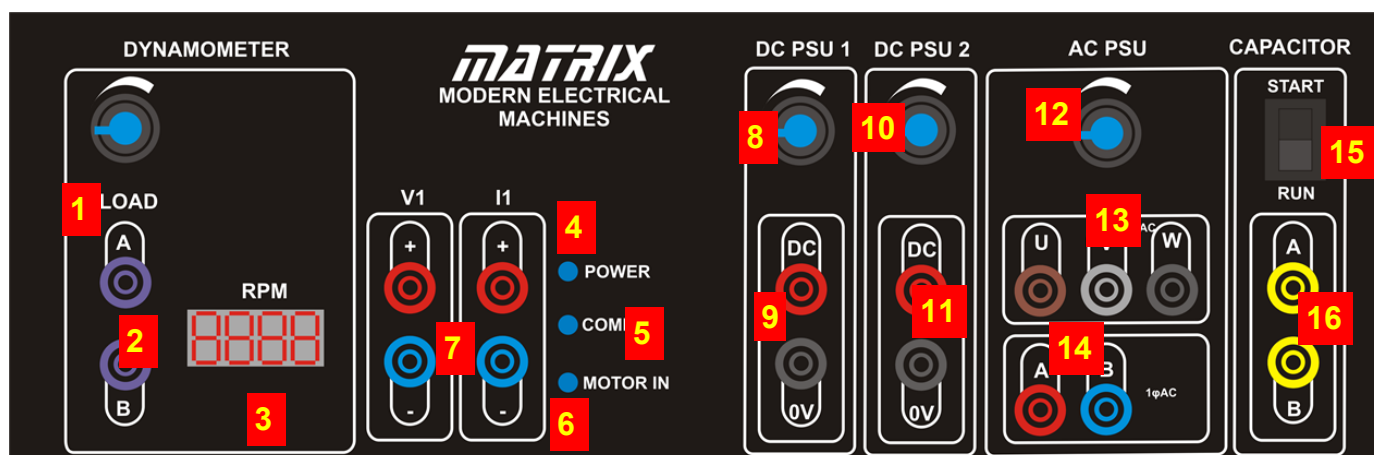 DYNAMOMETER
1
LOAD
A
2
B
RPM
8888
3
MATRIX
MODERN ELECTRICAL
MACHINES
V1
+
-
I1
+
-
7
4
POWER
5
MOTOR IN
6
DC PSU 1
8
DC
9
0V
DC PSU 2
10
DC
11
0V
AC PSU
12
13
U
W
14
A
B
1φAC
CAPACITOR
START
15
RUN
A
16
B